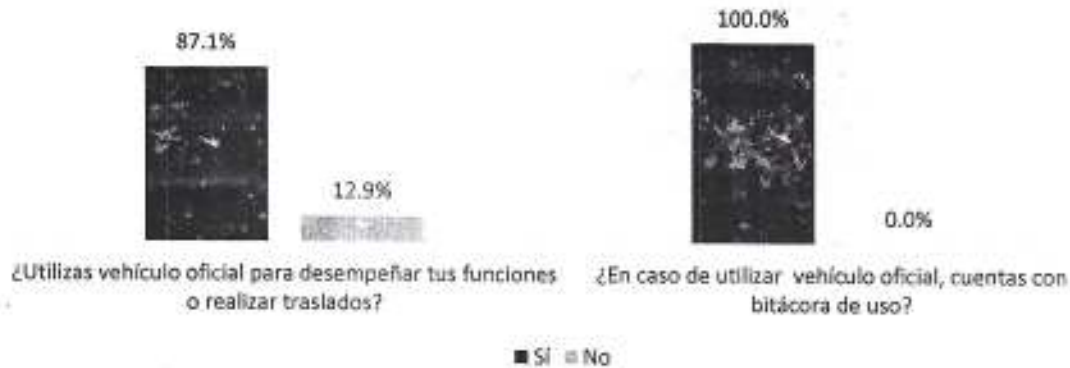 87.1%
12.9%
¿Utilizas vehículo oficial para desempeñar tus funciones
o realizar traslados?
100.0%
0.0%
¿En caso de utilizar vehículo oficial, cuentas con
bitácora de uso?
Sí No